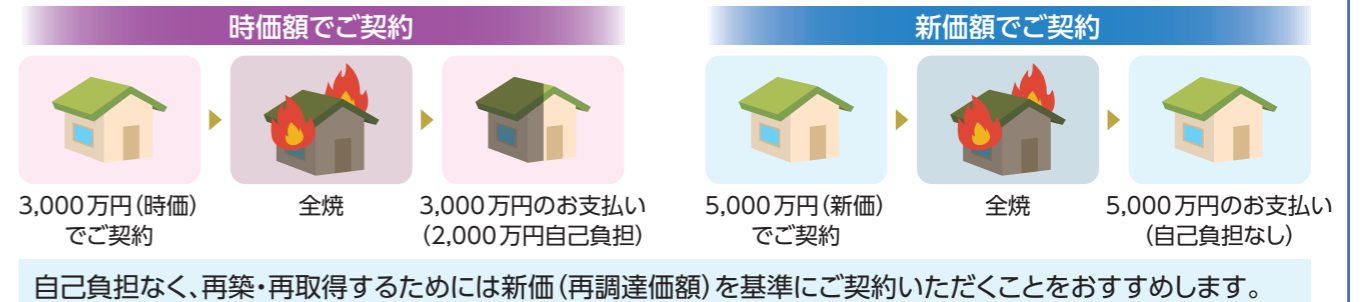 時価額でご契約
3,000万円(時価)
でご契約
全焼
3,000万円のお支払い
(2,000万円自己負担)
新価額でご契約
5,000万円(新価)
でご契約
全焼
5,000万円のお支払い
(自己負担なし)
自己負担なく、再築・再取得するためには新価(再調達価額)を基準にご契約いただくことをおすすめします。